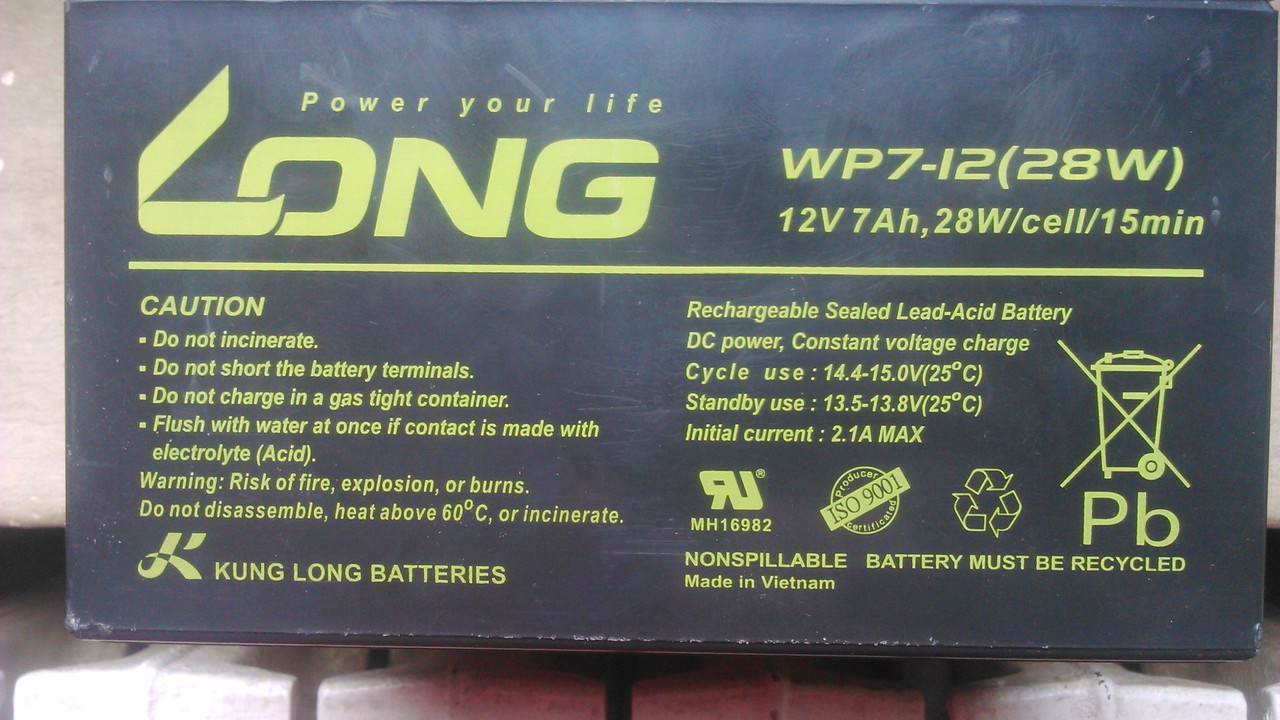 Power your life
LONG
WP7-12(28W)
12V 7Ah,28W/cell/15min
CAUTION
▪ Do not incinerate.
▪ Do not short the battery terminals.
▪ Do not charge in a gas tight container.
▪ Flush with water at once if contact is made with
electrolyte (Acid).
Warning: Risk of fire, explosion, or burns.
Do not disassemble, heat above 60°C, or incinerate.
KUNG LONG BATTERIES
Rechargeable Sealed Lead-Acid Battery
DC power, Constant voltage charge
Cycle use : 14.4-15.0V(25°C)
Standby use : 13.5-13.8V(25°C)
Initial current : 2.1A MAX
RU®
MH16982
Producer
ISO 9001
certificated
Pb
NONSPILLABLE BATTERY MUST BE RECYCLED
Made in Vietnam